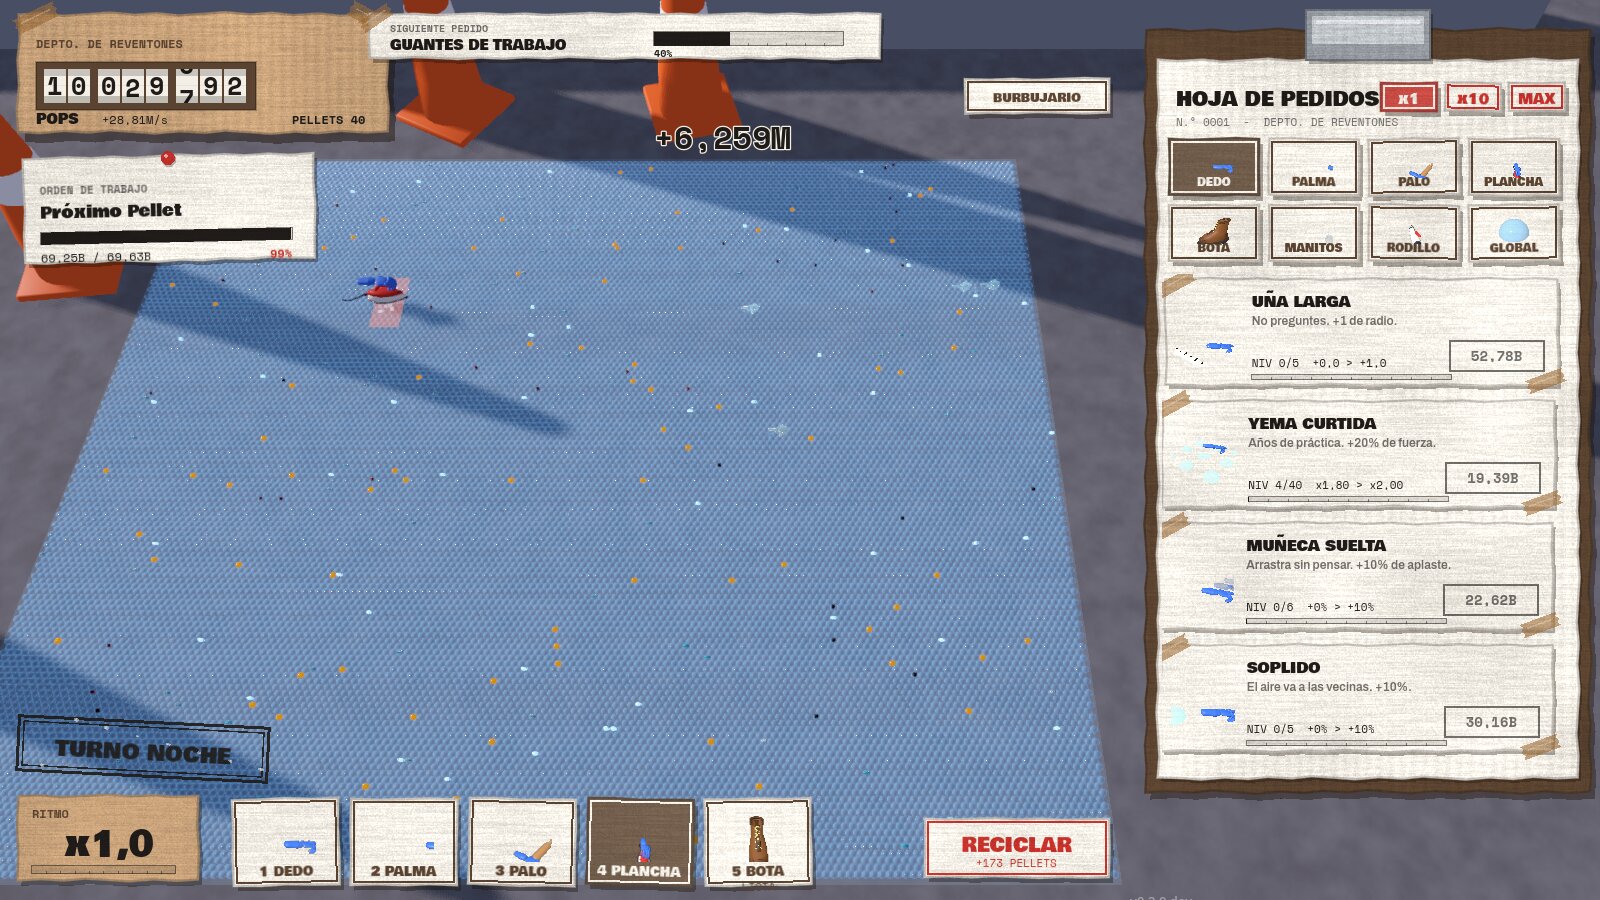 DEPTO. DE REVENTONES
10 029 792
POPS +28,81M/s PELLETS 40
SIGUIENTE PEDIDO
GUANTES DE TRABAJO
40%
BURBUJARIO
+6,259M
ORDEN DE TRABAJO
Próximo Pellet
69,25B / 69,63B 99%
HOJA DE PEDIDOS x1 x10 MAX
N.° 0001 - DEPTO. DE REVENTONES
DEDO PALMA PALO PLANCHA
BOTA MANITOS RODILLO GLOBAL
UÑA LARGA
No preguntes. +1 de radio.
NIV 0/5 +0,0 > +1,0 52,78B
YEMA CURTIDA
Años de práctica. +20% de fuerza.
NIV 4/40 x1,80 > x2,00 19,39B
MUÑECA SUELTA
Arrastra sin pensar. +10% de aplaste.
NIV 0/6 +0% > +10% 22,62B
SOPLIDO
El aire va a las vecinas. +10%.
NIV 0/5 +0% > +10% 30,16B
TURNO NOCHE
RITMO
x1,0
1 DEDO 2 PALMA 3 PALO 4 PLANCHA 5 BOTA
RECICLAR
+173 PELLETS